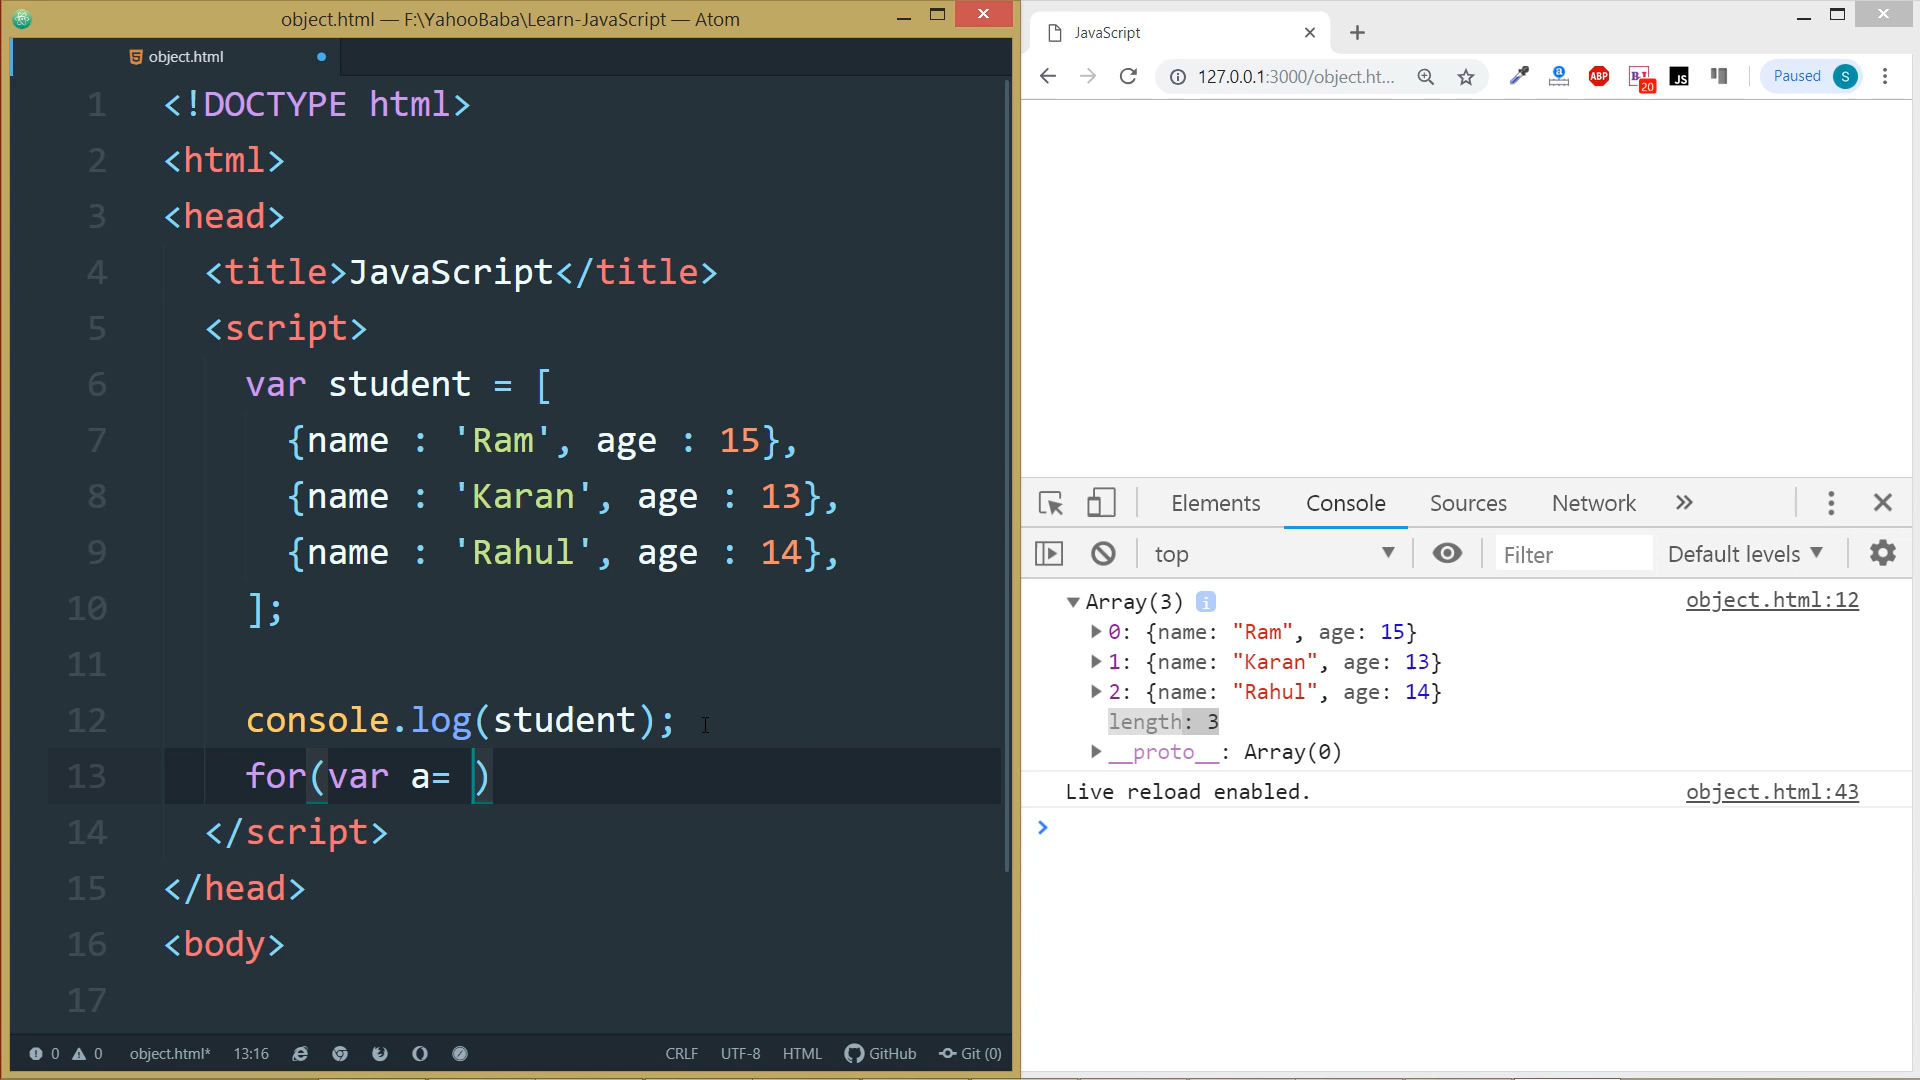 object.html — F:\YahooBaba\Learn-JavaScript — Atom
object.html
1 <!DOCTYPE html>
2 <html>
3 <head>
4 <title>JavaScript</title>
5 <script>
6 var student = [
7 {name : 'Ram', age : 15},
8 {name : 'Karan', age : 13},
9 {name : 'Rahul', age : 14},
10 ];
11
12 console.log(student);
13 for(var a= )
14 </script>
15 </head>
16 <body>
17
0 0 object.html* 13:16 CRLF UTF-8 HTML GitHub Git (0)
JavaScript
127.0.0.1:3000/object.ht... ABP 20 JS Paused S
Elements Console Sources Network
top Filter Default levels
Array(3) i object.html:12
0: {name: "Ram", age: 15}
1: {name: "Karan", age: 13}
2: {name: "Rahul", age: 14}
length: 3
__proto__: Array(0)
Live reload enabled. object.html:43